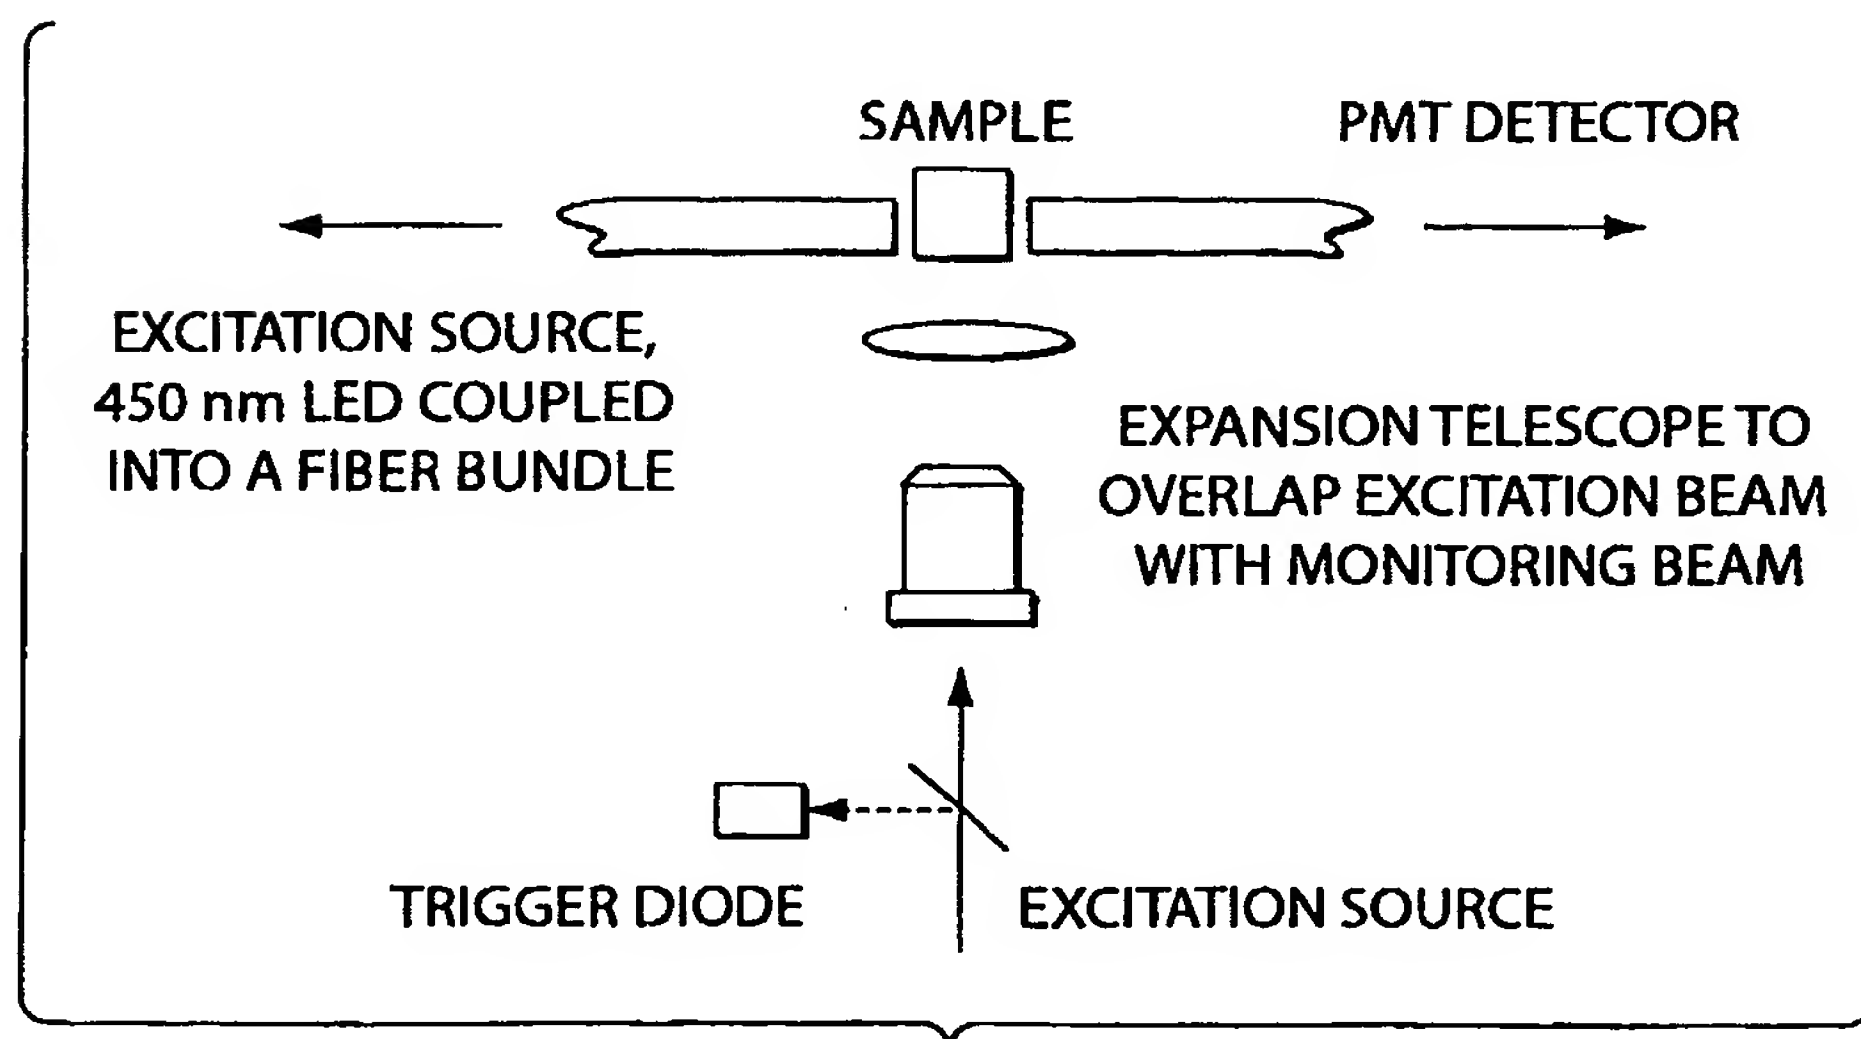 SAMPLE
PMT DETECTOR
EXCITATION SOURCE,
450 nm LED COUPLED
INTO A FIBER BUNDLE
EXPANSION TELESCOPE TO
OVERLAP EXCITATION BEAM
WITH MONITORING BEAM
TRIGGER DIODE
EXCITATION SOURCE